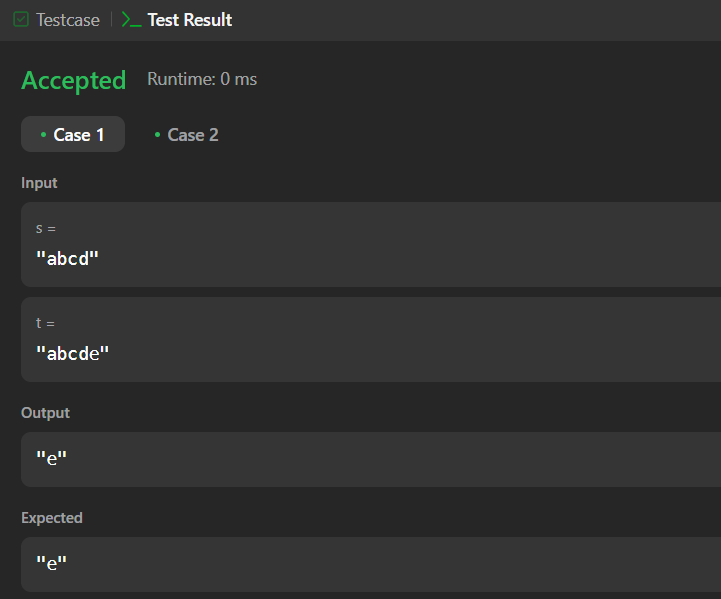 Testcase Test Result
Accepted Runtime: 0 ms
Case 1 Case 2
Input
s =
"abcd"
t =
"abcde"
Output
"e"
Expected
"e"